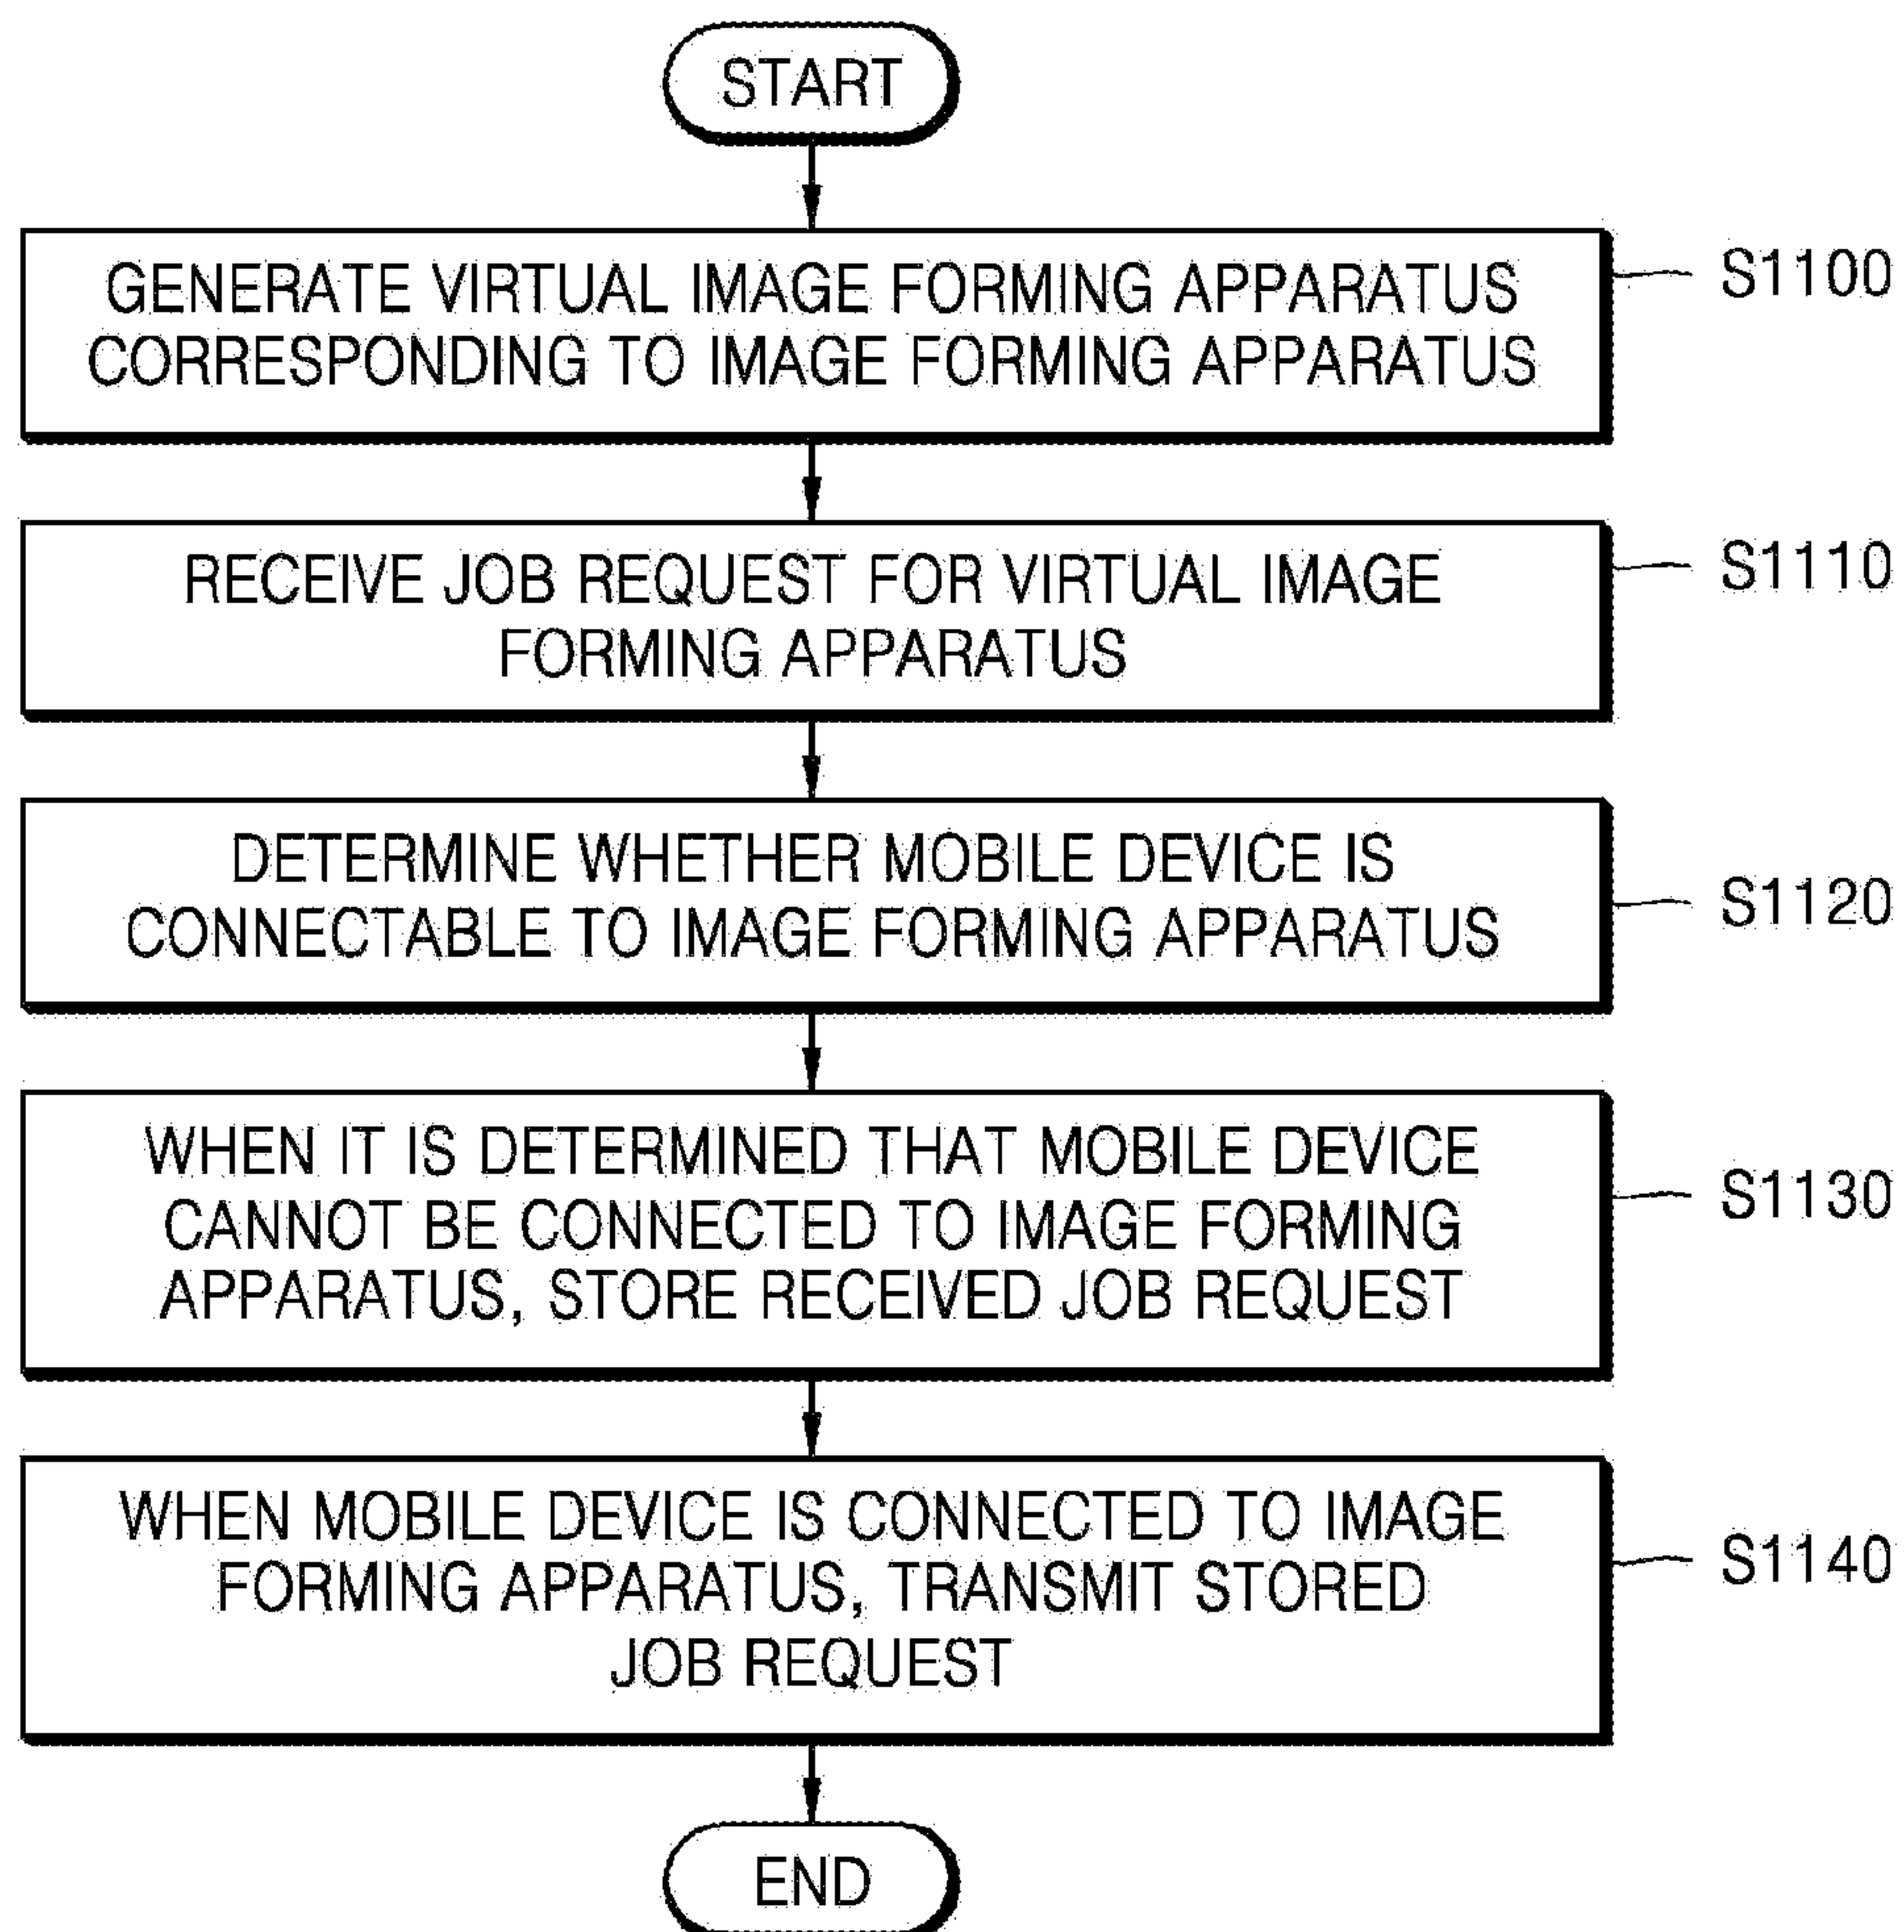 START
GENERATE VIRTUAL IMAGE FORMING APPARATUS
CORRESPONDING TO IMAGE FORMING APPARATUS
S1100
RECEIVE JOB REQUEST FOR VIRTUAL IMAGE
FORMING APPARATUS
S1110
DETERMINE WHETHER MOBILE DEVICE IS
CONNECTABLE TO IMAGE FORMING APPARATUS
S1120
WHEN IT IS DETERMINED THAT MOBILE DEVICE
CANNOT BE CONNECTED TO IMAGE FORMING
APPARATUS, STORE RECEIVED JOB REQUEST
S1130
WHEN MOBILE DEVICE IS CONNECTED TO IMAGE
FORMING APPARATUS, TRANSMIT STORED
JOB REQUEST
S1140
END